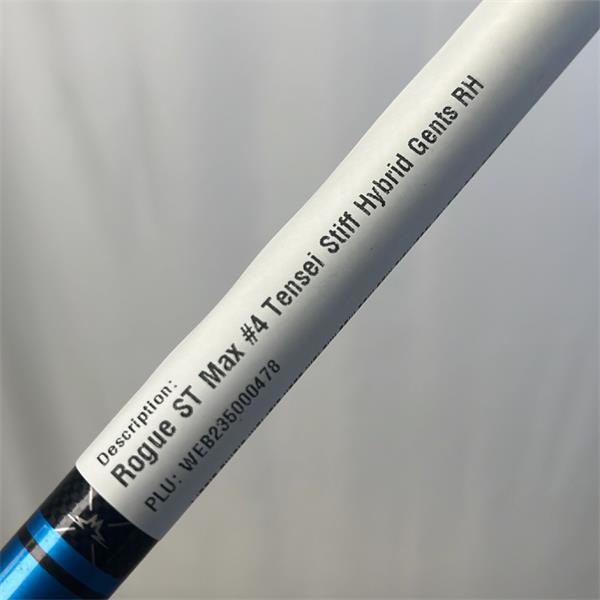 Description:
Rogue ST Max #4 Tensei Stiff Hybrid Gents RH
PLU: WEB235000478